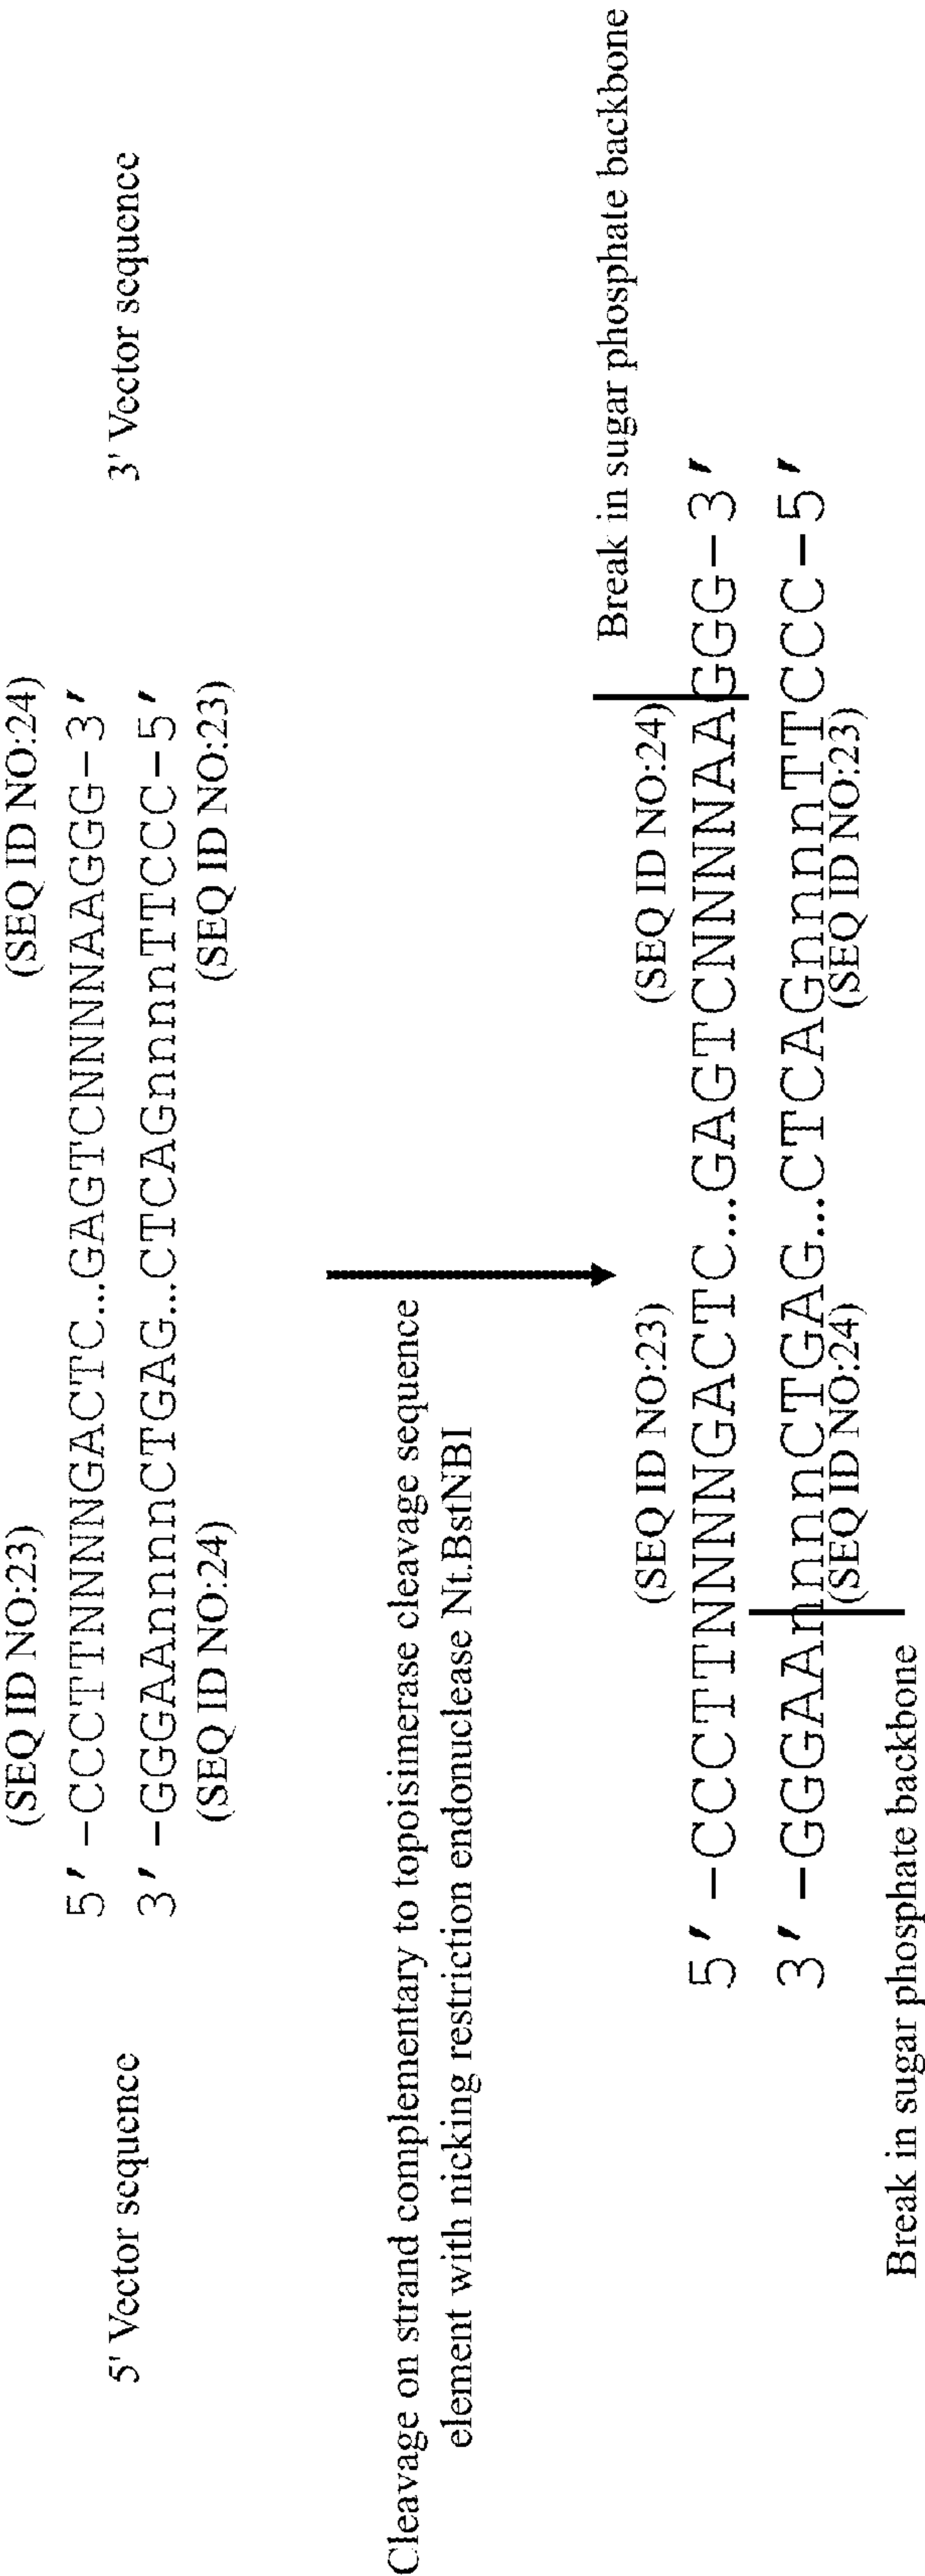 (SEQ ID NO:23) (SEQ ID NO:24)
5' Vector sequence 5'-CCCTTNNNNGACTC...GAGTCNNNNAAGGG-3' 3' Vector sequence
3'-GGGAAnnnnCTGAG...CTCAGnnnnTTCCC-5'
(SEQ ID NO:24) (SEQ ID NO:23)
Cleavage on strand complementary to topoisimerase cleavage sequence
element with nicking restriction endonuclease Nt.BstNBI
Break in sugar phosphate backbone
(SEQ ID NO:23) (SEQ ID NO:24)
5'-CCCTTNNNNGACTC...GAGTCNNNNAAGGG-3'
3'-GGGAAnnnnCTGAG...CTCAGnnnnTTCCC-5'
(SEQ ID NO:24) (SEQ ID NO:23)
Break in sugar phosphate backbone